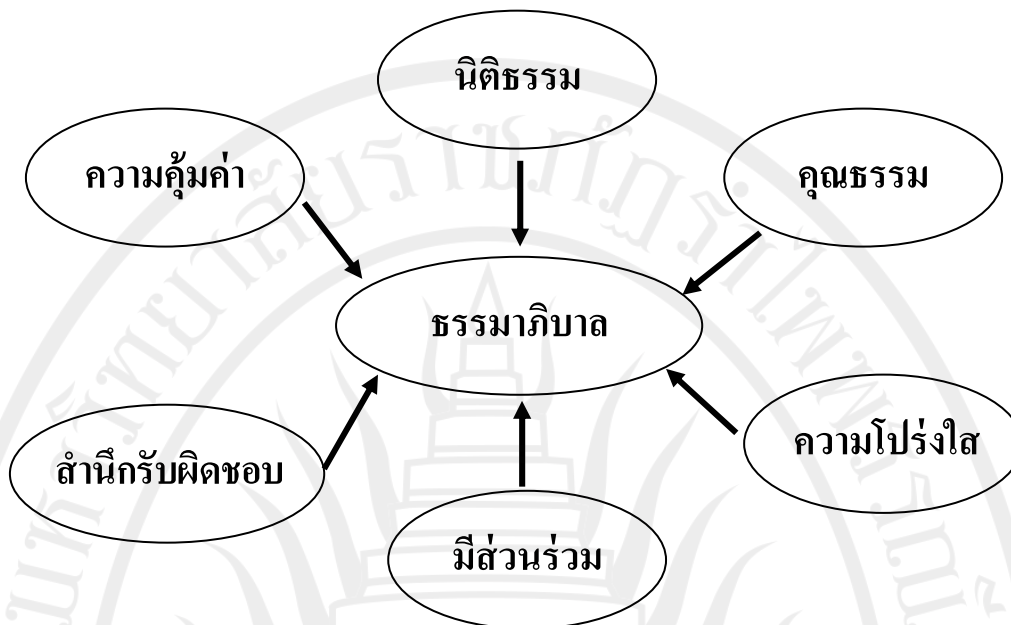 นิติธรรม
ความคุ้มค่า
คุณธรรม
ธรรมาภิบาล
ความโปร่งใส
สำนึกรับผิดชอบ
มีส่วนร่วม